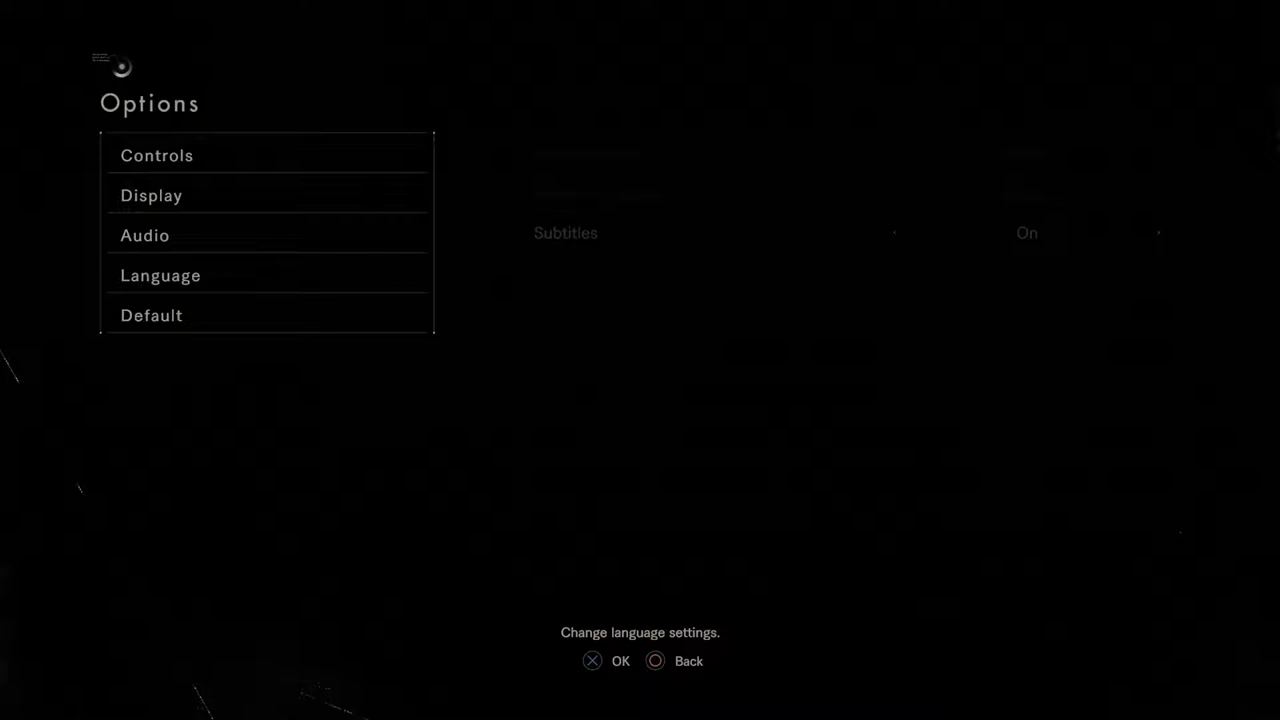 Options
Controls
Display
Audio
Language
Default
Subtitles On
Change language settings.
OK Back